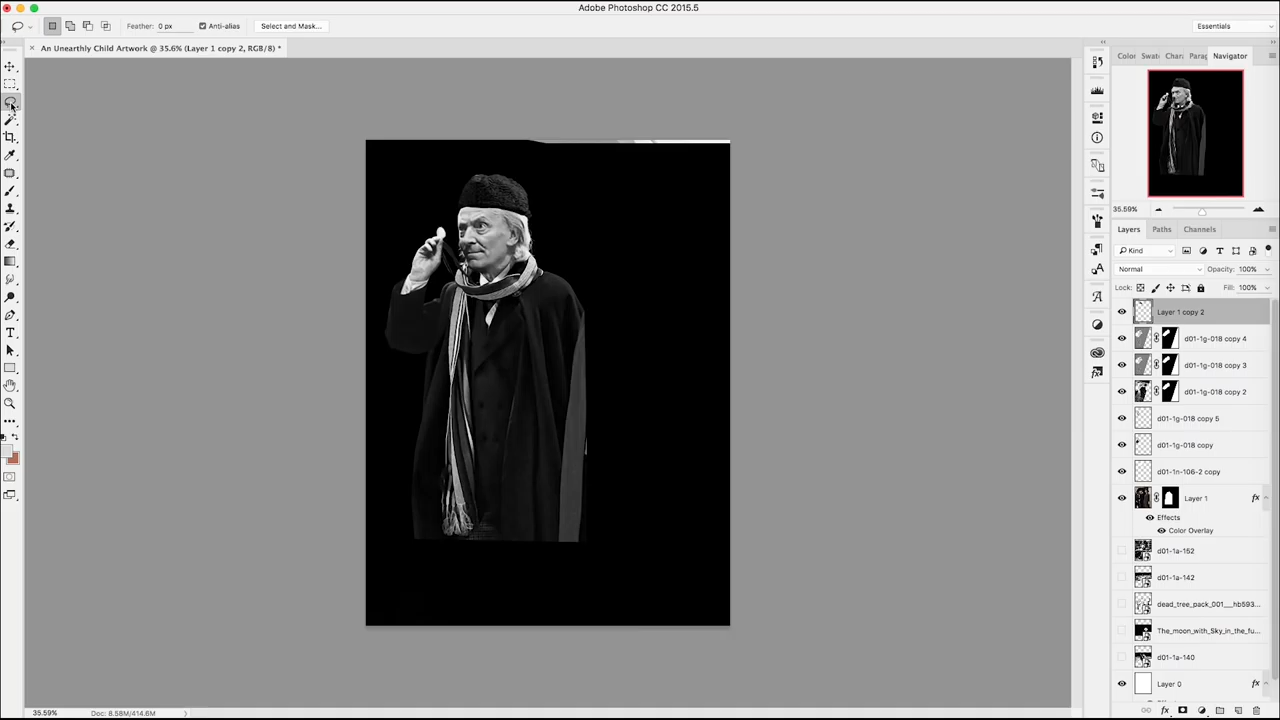 Adobe Photoshop CC 2015.5
Feather: 0 px
Anti-alias
Select and Mask...
Essentials
An Unearthly Child Artwork @ 35.6% (Layer 1 copy 2, RGB/8) *
Color
Swat
Char
Parag
Navigator
35.59%
Layers
Paths
Channels
Kind
Normal
Opacity: 100%
Lock:
Fill: 100%
Layer 1 copy 2
d01-1g-018 copy 4
d01-1g-018 copy 3
d01-1g-018 copy 2
d01-1g-018 copy 5
d01-1g-018 copy
d01-1n-106-2 copy
Layer 1
fx
Effects
Color Overlay
d01-1a-152
d01-1a-142
dead_tree_pack_001__hb593...
The_moon_with_Sky_in_the_fu...
d01-1a-140
Layer 0
fx
35.59%
Doc: 8.58M/414.6M